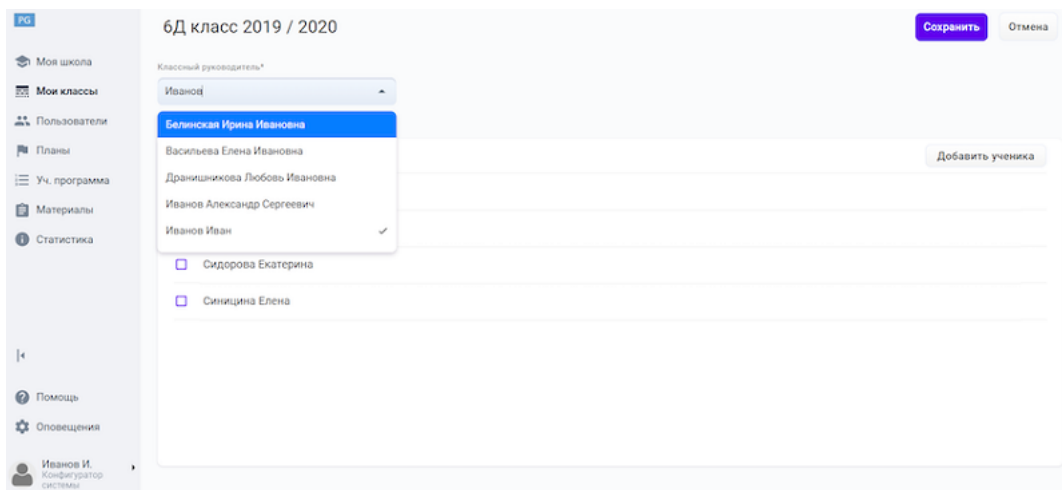 PG
6Д класс 2019 / 2020
Сохранить
Отмена
Моя школа
Мои классы
Пользователи
Планы
Уч. программа
Материалы
Статистика
Классный руководитель*
Иванов
Белинская Ирина Ивановна
Васильева Елена Ивановна
Дранишникова Любовь Ивановна
Иванов Александр Сергеевич
Иванов Иван
Добавить ученика
Сидорова Екатерина
Синицина Елена
Помощь
Оповещения
Иванов И.
Конфигуратор
системы